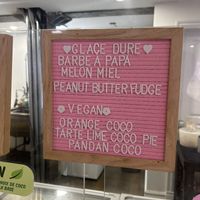 ♥GLACE DURE♥
BARBE À PAPA
MELON MIEL
PEANUT BUTTER FUDGE
VEGAN
ORANGE-COCO
TARTE LIME COCO PIE
PANDAN COCO